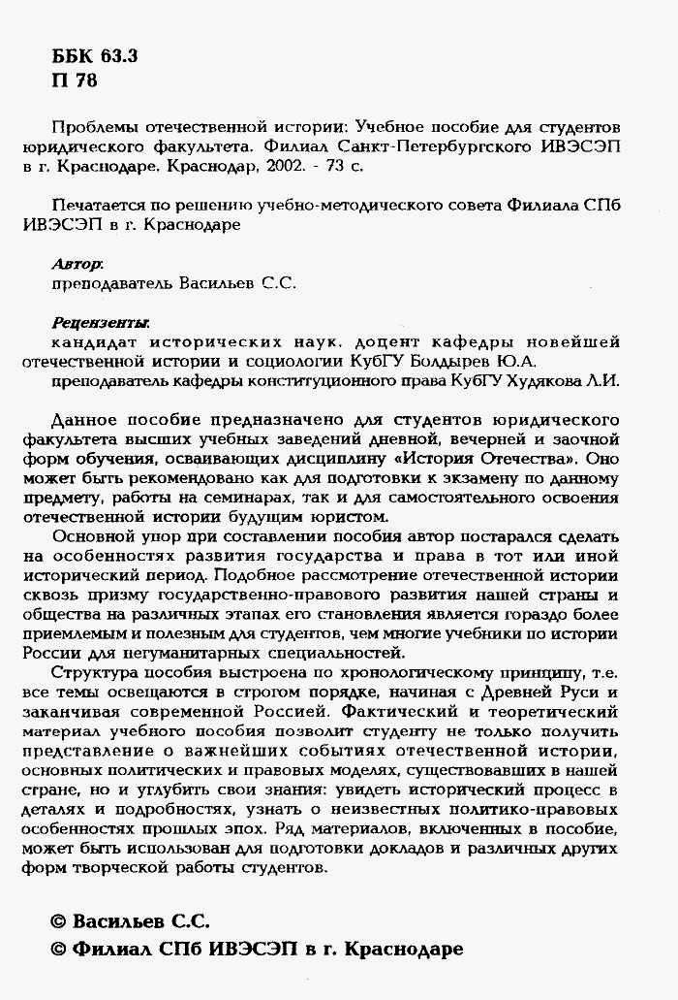 ББК 63.3
П 78
Проблемы отечественной истории: Учебное пособие для студентов
юридического факультета. Филиал Санкт-Петербургского ИВЭСЭП
в г. Краснодаре. Краснодар, 2002. - 73 с.
Печатается по решению учебно-методического совета Филиала СПб
ИВЭСЭП в г. Краснодаре
Автор:
преподаватель Васильев С.С.
Рецензенты:
кандидат исторических наук, доцент кафедры новейшей
отечественной истории и социологии КубГУ Болдырев Ю.А.
преподаватель кафедры конституционного права КубГУ Худякова Л.И.
Данное пособие предназначено для студентов юридического
факультета высших учебных заведений дневной, вечерней и заочной
форм обучения, осваивающих дисциплину «История Отечества». Оно
может быть рекомендовано как для подготовки к экзамену по данному
предмету, работы на семинарах, так и для самостоятельного освоения
отечественной истории будущим юристом.
Основной упор при составлении пособия автор постарался сделать
на особенностях развития государства и права в тот или иной
исторический период. Подобное рассмотрение отечественной истории
сквозь призму государственно-правового развития нашей страны и
общества на различных этапах его становления является гораздо более
приемлемым и полезным для студентов, чем многие учебники по истории
России для негуманитарных специальностей.
Структура пособия выстроена по хронологическому принципу, т.е.
все темы освещаются в строгом порядке, начиная с Древней Руси и
заканчивая современной Россией. Фактический и теоретический
материал учебного пособия позволит студенту не только получить
представление о важнейших событиях отечественной истории,
основных политических и правовых моделях, существовавших в нашей
стране, но и углубить свои знания: увидеть исторический процесс в
деталях и подробностях, узнать о неизвестных политико-правовых
особенностях прошлых эпох. Ряд материалов, включенных в пособие,
может быть использован для подготовки докладов и различных других
форм творческой работы студентов.
© Васильев С.С.
© Филиал СПб ИВЭСЭП в г. Краснодаре